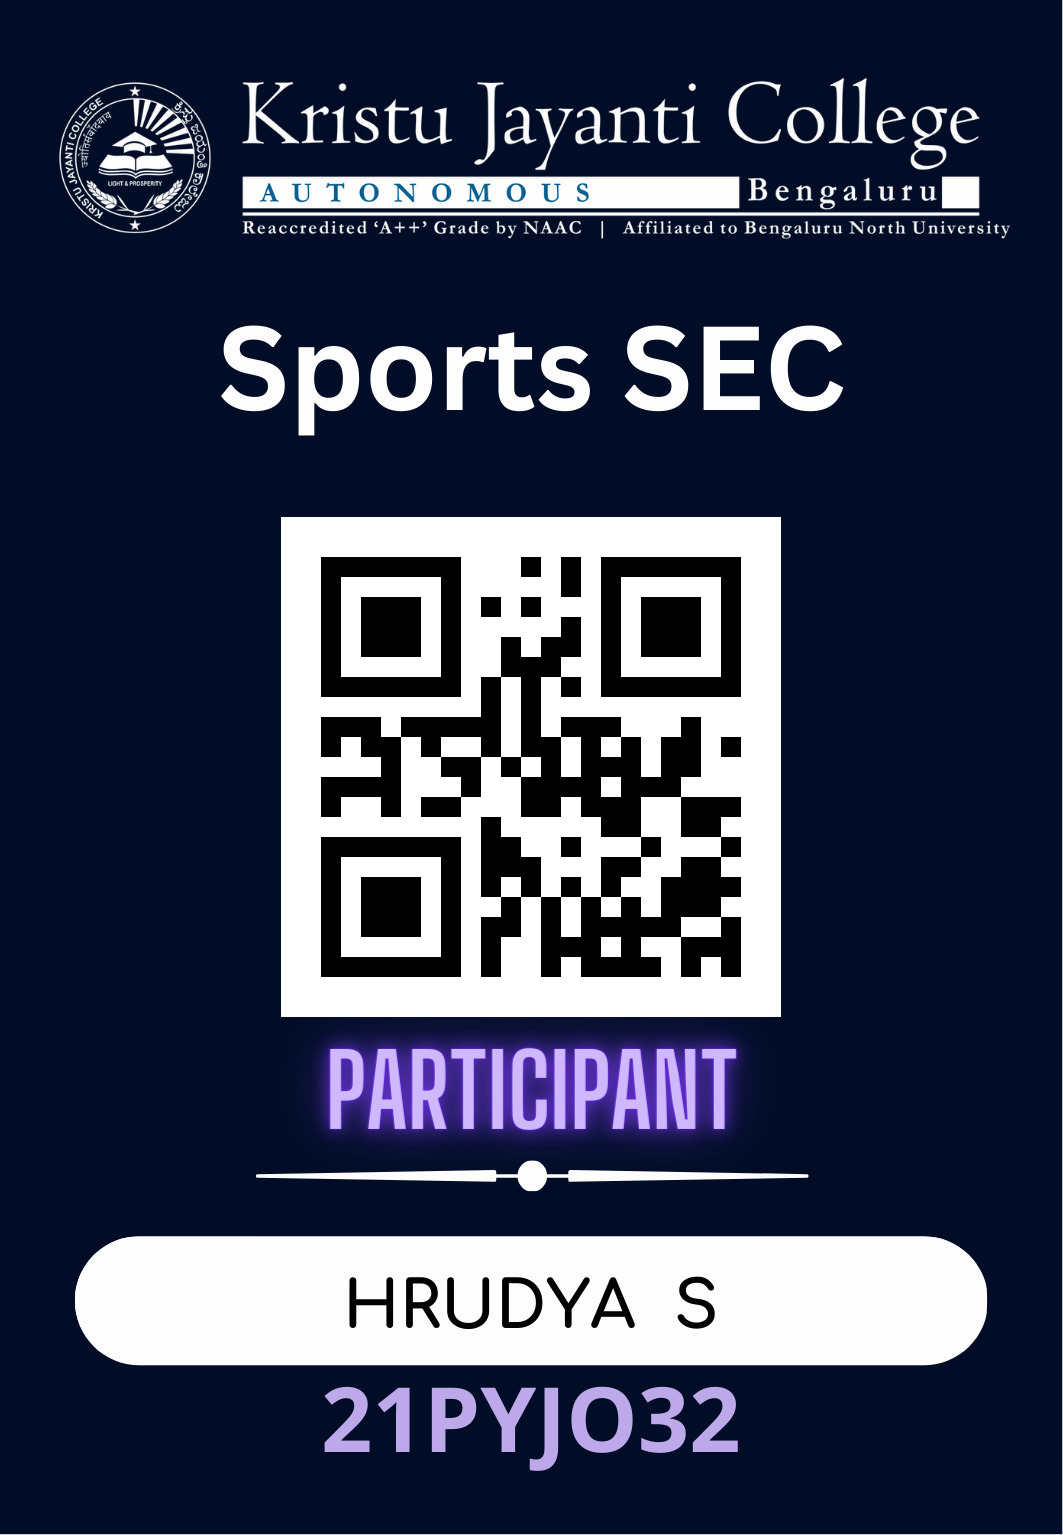 Kristu Jayanti College
AUTONOMOUS Bengaluru
Reaccredited ‘A++’ Grade by NAAC | Affiliated to Bengaluru North University
KRISTU JAYANTI COLLEGE
LIGHT & PROSPERITY
Sports SEC
PARTICIPANT
HRUDYA S
21PYJO32